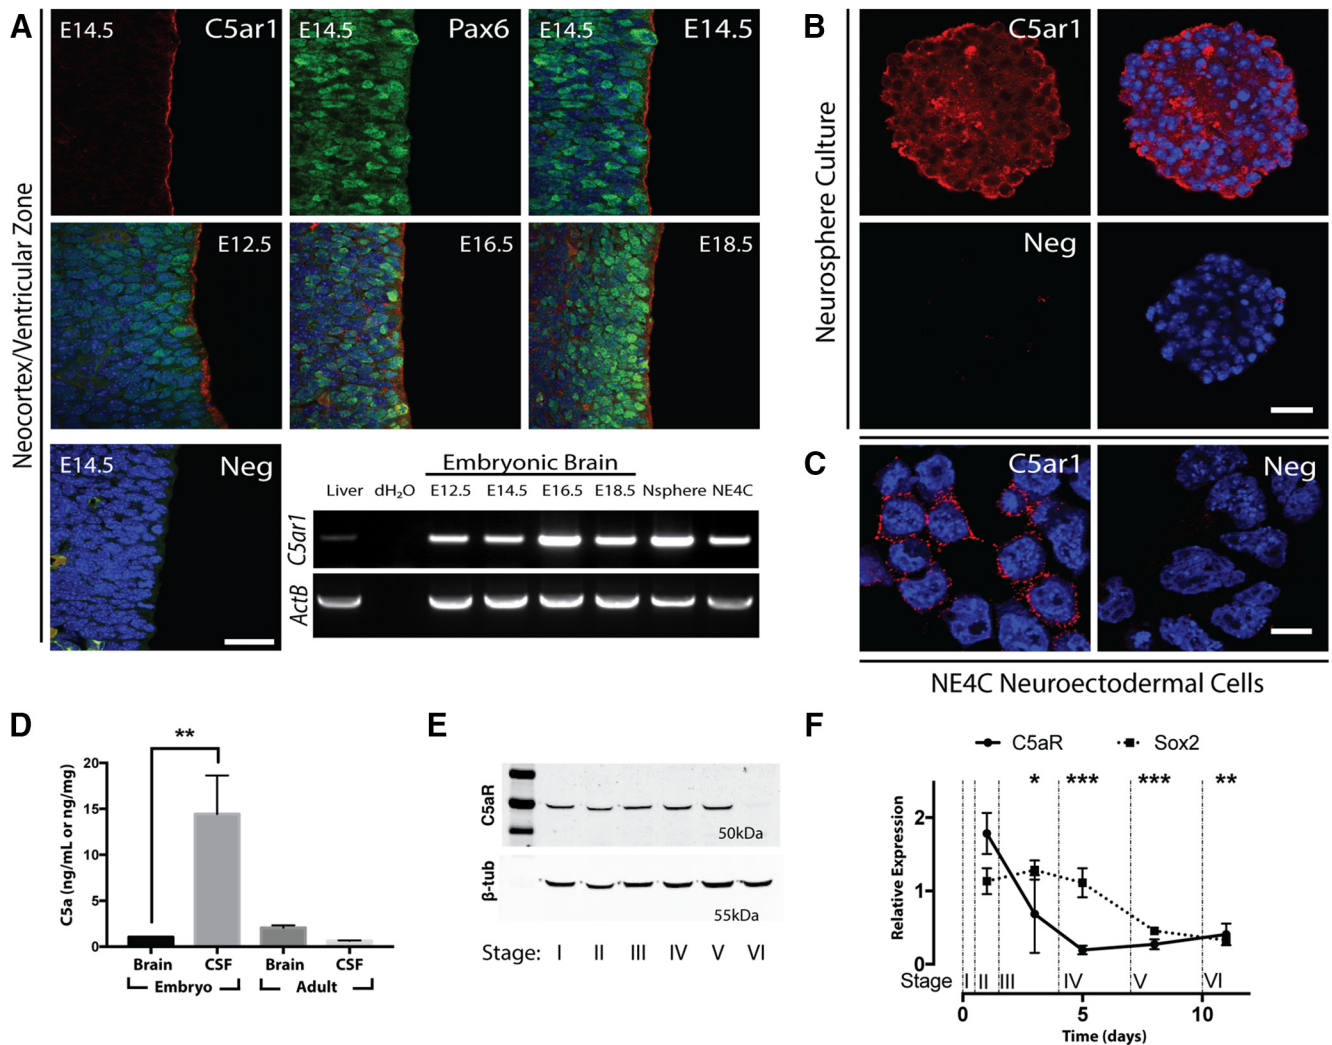 A
Neocortex/Ventricular Zone
E14.5 C5ar1
E14.5 Pax6
E14.5 E14.5
E12.5
E16.5
E18.5
E14.5 Neg
Embryonic Brain
Liver dH₂O E12.5 E14.5 E16.5 E18.5 Nsphere NE4C
C5ar1
ActB
B
Neurosphere Culture
C5ar1
Neg
C
C5ar1
Neg
NE4C Neuroectodermal Cells
D
C5a (ng/mL or ng/mg)
20
15
10
5
0
**
Brain CSF Brain CSF
Embryo Adult
E
C5aR
50kDa
β-tub
55kDa
Stage: I II III IV V VI
F
C5aR Sox2
Relative Expression
* *** *** **
2
1
0
Stage I II III IV V VI
0 5 10
Time (days)